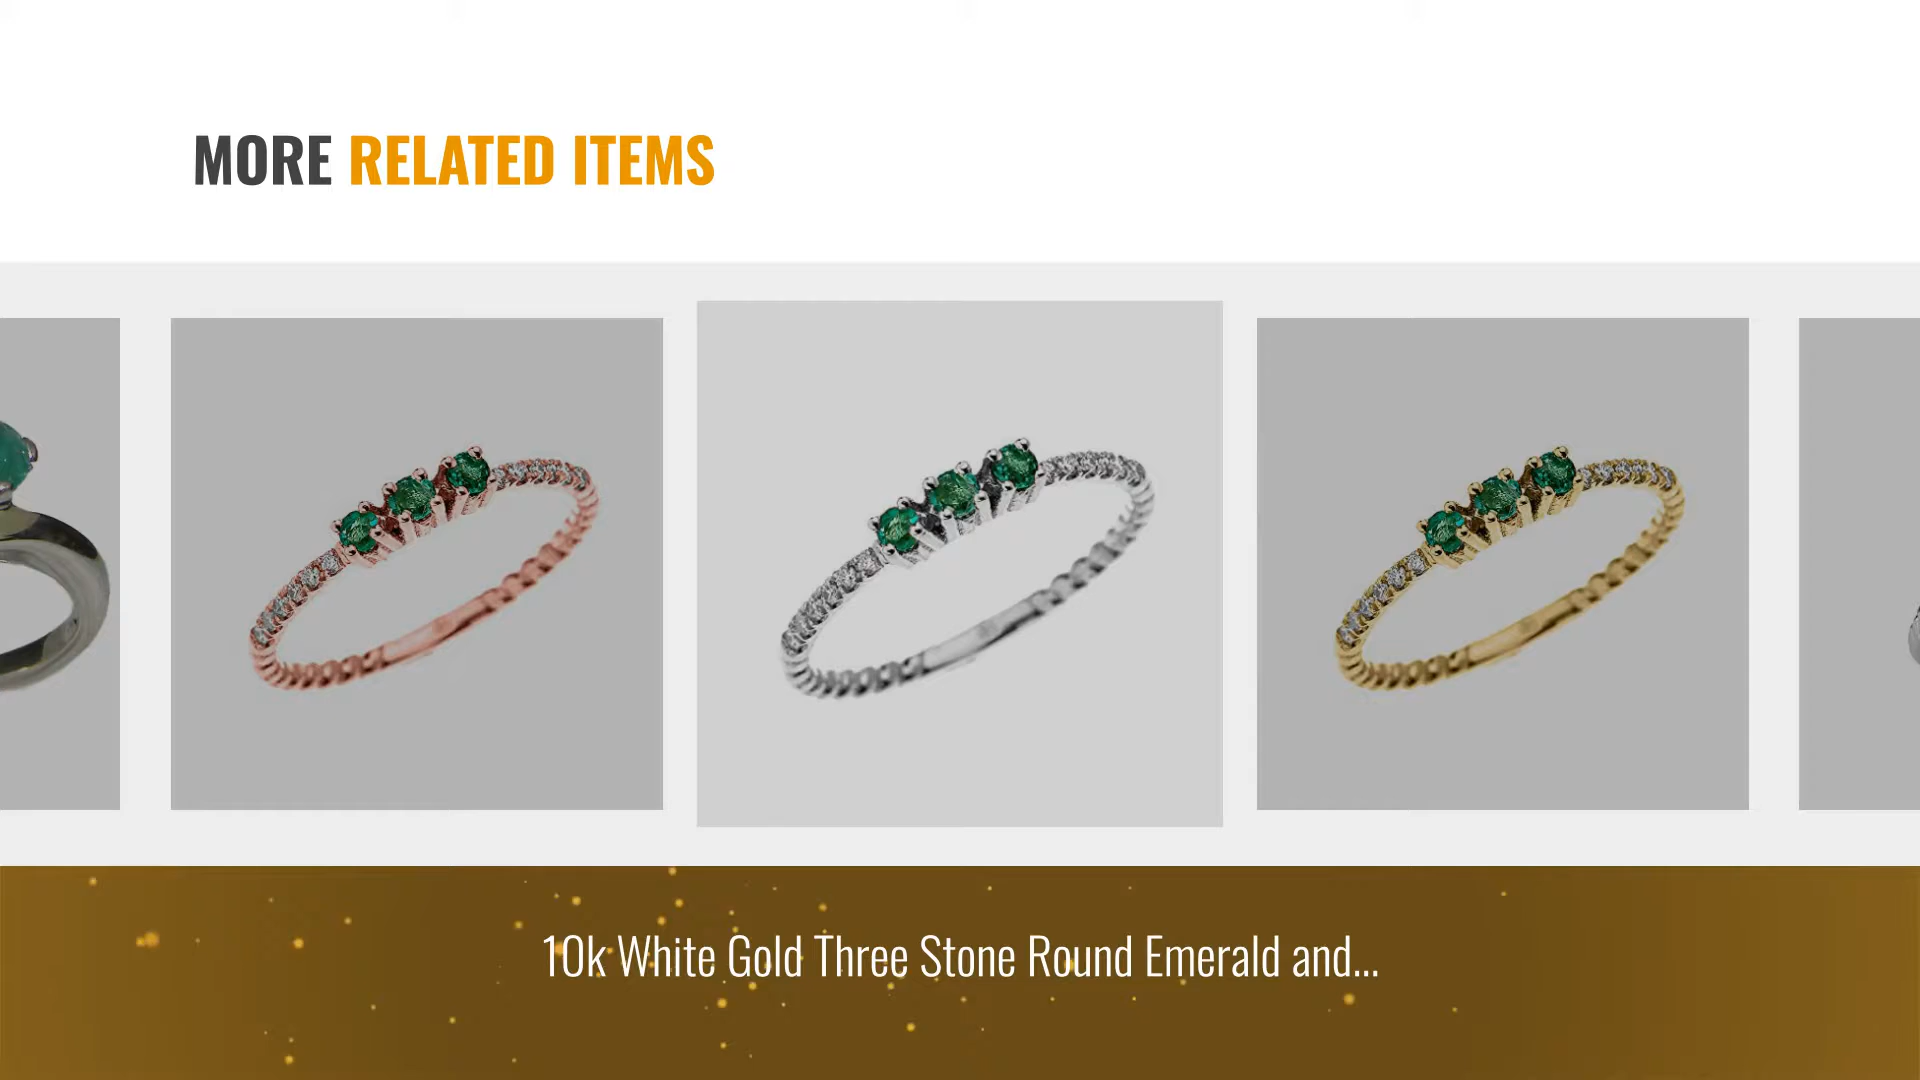 MORE RELATED ITEMS
10k White Gold Three Stone Round Emerald and...